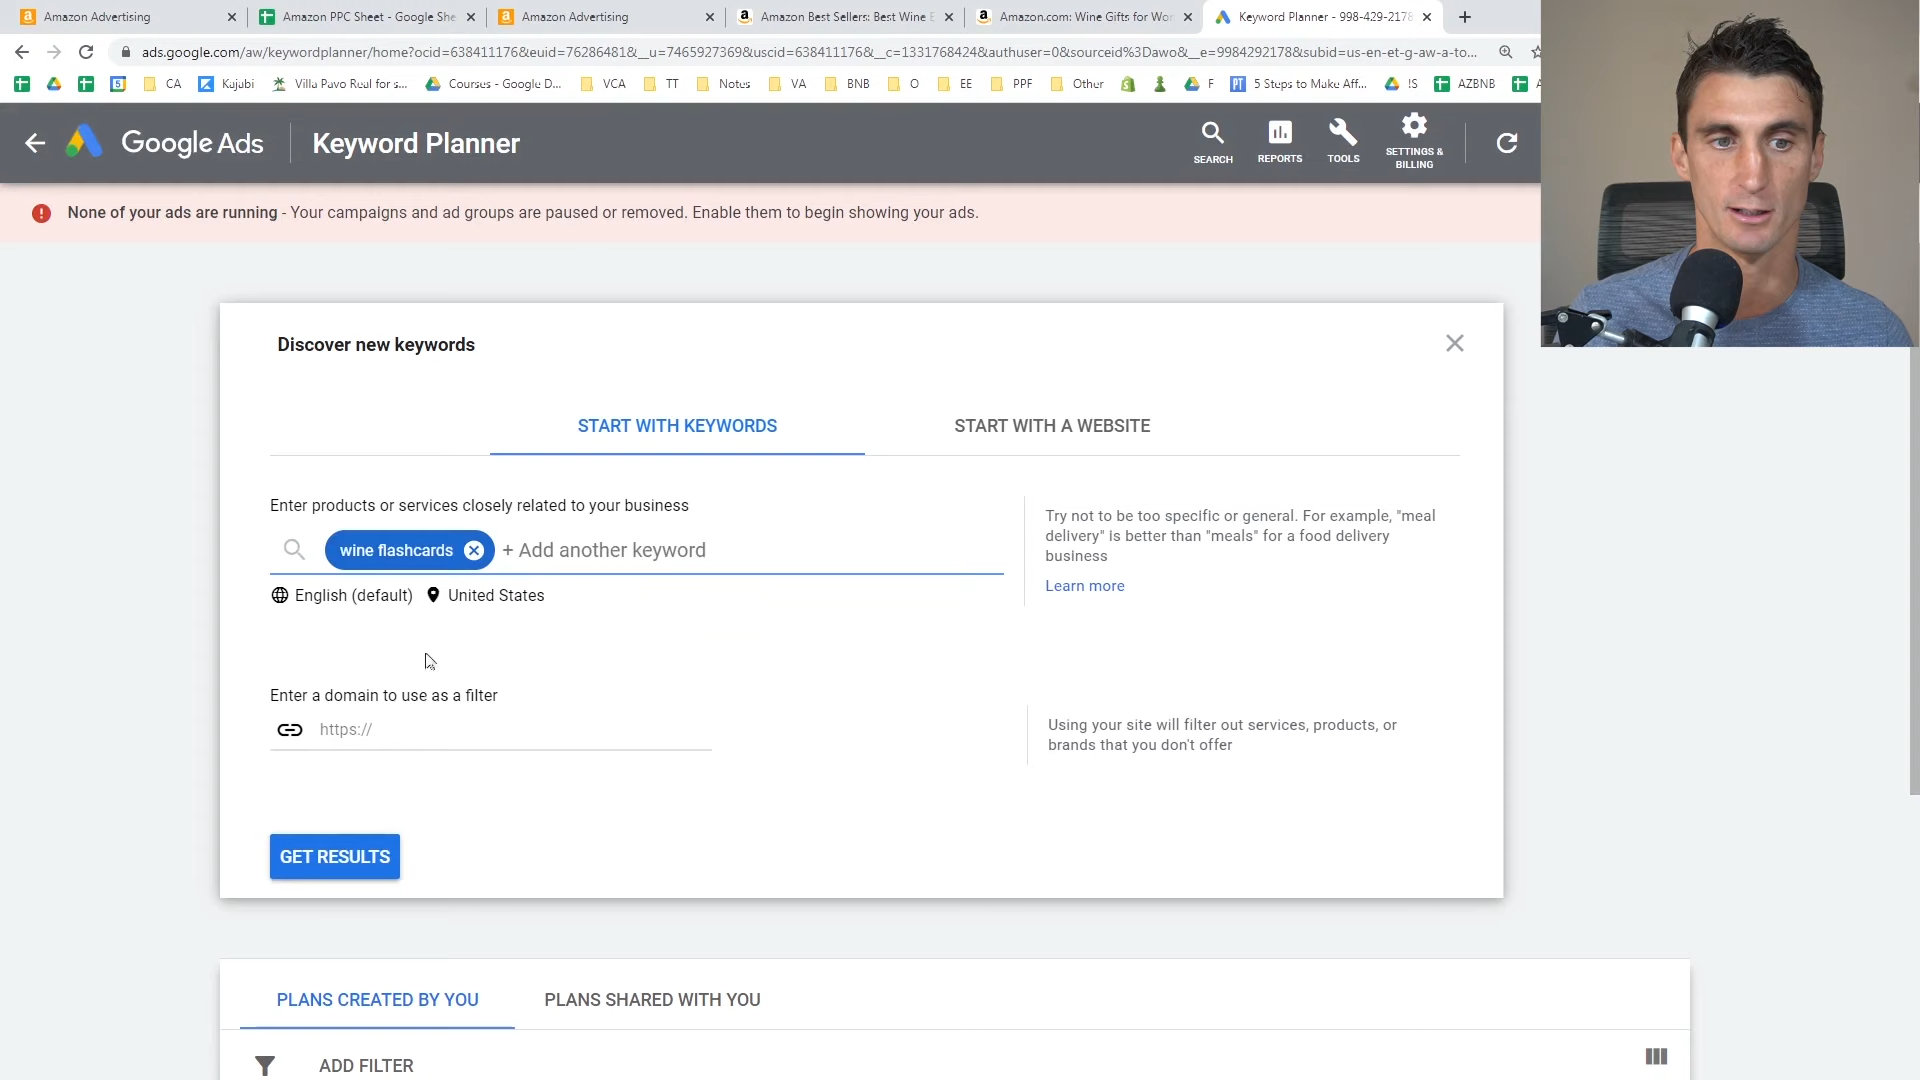 Amazon Advertising
Amazon PPC Sheet - Google She
Amazon Advertising
Amazon Best Sellers: Best Wine E
Amazon.com: Wine Gifts for Wor
Keyword Planner - 998-429-2178
ads.google.com/aw/keywordplanner/home?ocid=638411176&euid=76286481&__u=7465927369&uscid=638411176&__c=1331768424&authuser=0&sourceid%3Dawo&__e=9984292178&subid=us-en-et-g-aw-a-to...
CA
Kajubi
Villa Pavo Real for s...
Courses - Google D...
VCA
TT
Notes
VA
BNB
O
EE
PPF
Other
F
5 Steps to Make Aff...
!S
AZBNB
Google Ads
Keyword Planner
SEARCH
REPORTS
TOOLS
SETTINGS &
BILLING
None of your ads are running - Your campaigns and ad groups are paused or removed. Enable them to begin showing your ads.
Discover new keywords
START WITH KEYWORDS
START WITH A WEBSITE
Enter products or services closely related to your business
wine flashcards
+ Add another keyword
English (default)
United States
Try not to be too specific or general. For example, "meal
delivery" is better than "meals" for a food delivery
business
Learn more
Enter a domain to use as a filter
https://
Using your site will filter out services, products, or
brands that you don't offer
GET RESULTS
PLANS CREATED BY YOU
PLANS SHARED WITH YOU
ADD FILTER